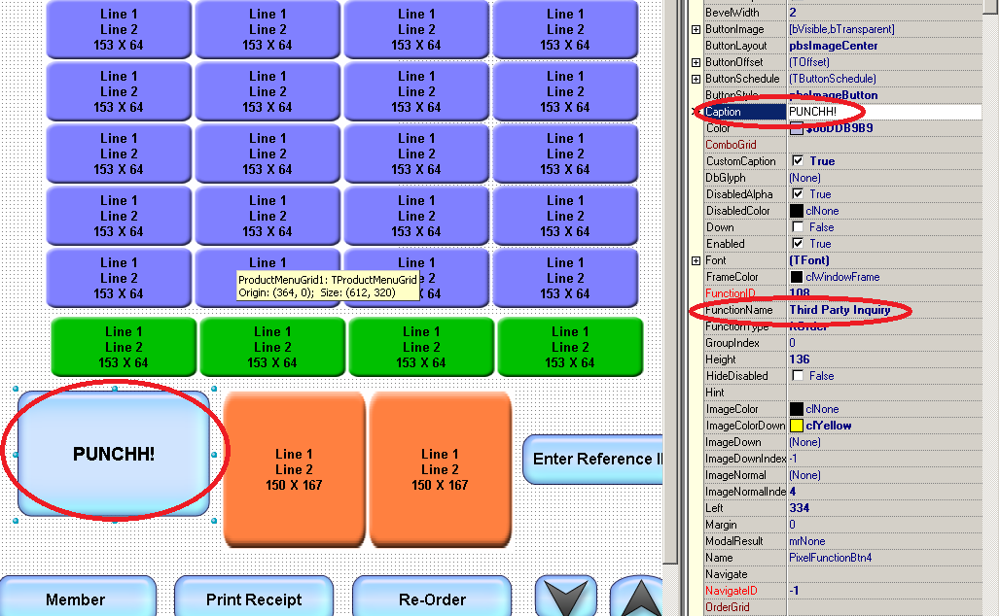 Line 1 Line 1 Line 1 Line 1
Line 2 Line 2 Line 2 Line 2
153 X 64 153 X 64 153 X 64 153 X 64
Line 1 Line 1 Line 1 Line 1
Line 2 Line 2 Line 2 Line 2
153 X 64 153 X 64 153 X 64 153 X 64
Line 1 Line 1 Line 1 Line 1
Line 2 Line 2 Line 2 Line 2
153 X 64 153 X 64 153 X 64 153 X 64
Line 1 Line 1 Line 1 Line 1
Line 2 Line 2 Line 2 Line 2
153 X 64 153 X 64 153 X 64 153 X 64
Line 1 Line 1 Line 1 Line 1
Line 2 Line 2
153 X 64 X 64 153 X 64
ProductMenuGrid1: TProductMenuGrid
Origin: (364, 0); Size: (612, 320)
Line 1 Line 1 Line 1 Line 1
Line 2 Line 2 Line 2 Line 2
153 X 64 153 X 64 153 X 64 153 X 64
PUNCHH!
Line 1 Line 1
Line 2 Line 2
150 X 167 150 X 167
Enter Reference
Member Print Receipt Re-Order
BevelWidth 2
ButtonImage [bVisible,bTransparent]
ButtonLayout pbsImageCenter
ButtonOffset (TOffset)
ButtonSchedule (TButtonSchedule)
ButtonStyle pbsImageButton
Caption PUNCHH!
Color $00DDB9B9
ComboGrid
CustomCaption True
DbGlyph (None)
DisabledAlpha True
DisabledColor clNone
Down False
Enabled True
Font (TFont)
FrameColor clWindowFrame
FunctionID 108
FunctionName Third Party Inquiry
FunctionType
GroupIndex 0
Height 136
HideDisabled False
Hint
ImageColor clNone
ImageColorDown clYellow
ImageDown (None)
ImageDownIndex -1
ImageNormal (None)
ImageNormalInde 4
Left 334
Margin 0
ModalResult mrNone
Name PixelFunctionBtn4
Navigate
NavigateID -1
OrderGrid